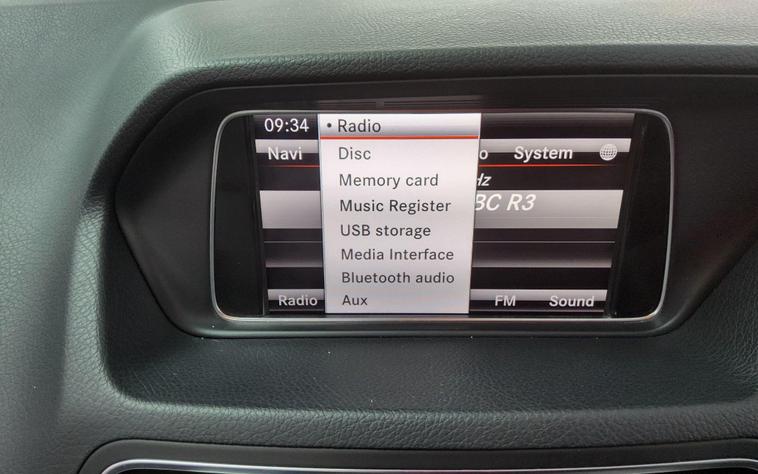 09:34 • Radio
Navi Disc System
Memory card
Music Register R3
USB storage
Media Interface
Bluetooth audio
Radio Aux FM Sound